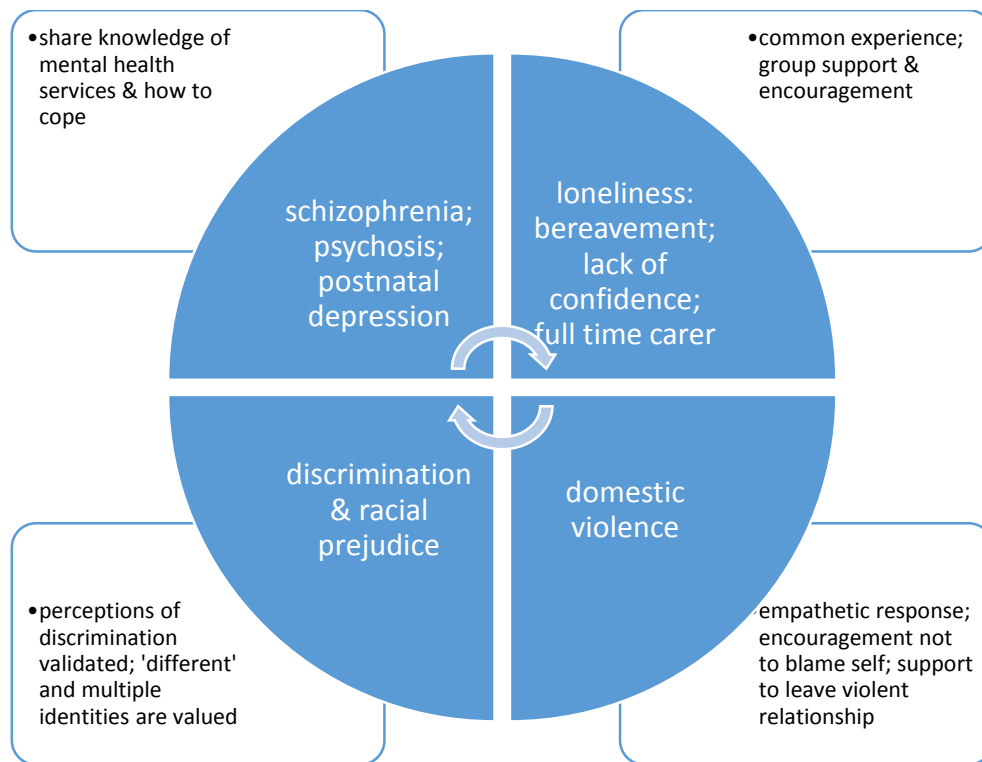 •share knowledge of
mental health
services & how to
cope
•common experience;
group support &
encouragement
schizophrenia;
psychosis;
postnatal
depression
loneliness:
bereavement;
lack of
confidence;
full time carer
discrimination
& racial
prejudice
domestic
violence
•perceptions of
discrimination
validated; 'different'
and multiple
identities are valued
•empathetic response;
encouragement not
to blame self; support
to leave violent
relationship